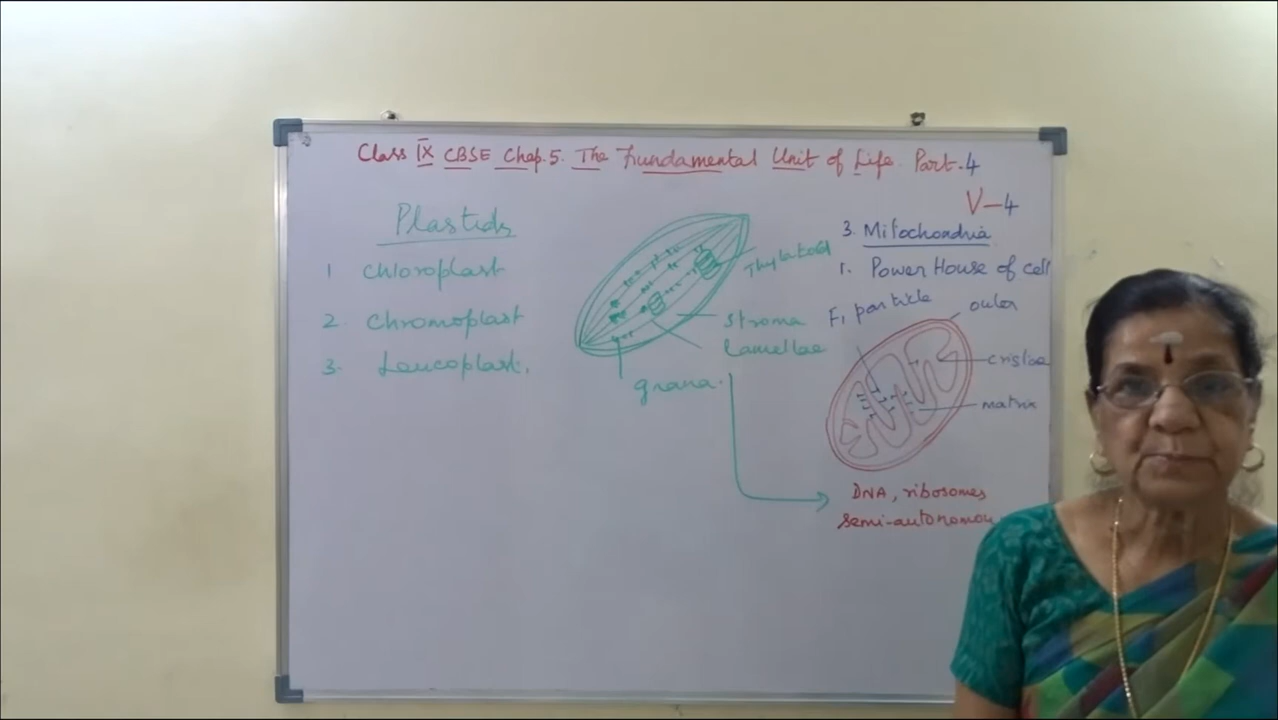 Class IX CBSE Chap. 5. The Fundamental Unit of Life. Part-4
V-4
Plastids
1 Chloroplast
2 Chromoplast
3. Leucoplast.
Thylakoid
Stroma
Lamellae
grana.
3. Mitochondria
1. Power House of cell
F1 particle
outer
cristae
matrix
DNA, ribosomes
semi-autonomou